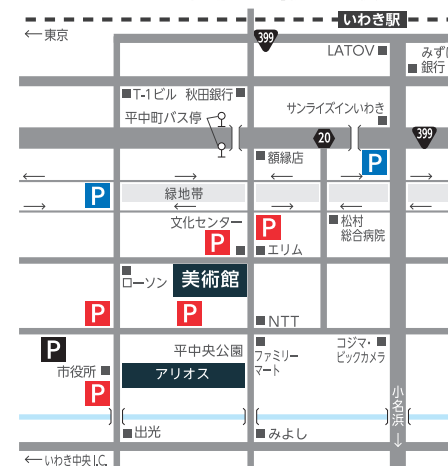 いわき駅
←東京
399
LATOV
みず
銀行
T-1ビル 秋田銀行
平中町バス停
サンライズインいわき
20
399
額縁店
P
P
緑地帯
文化センター
P
P
エリム
松村
総合病院
ローソン
美術館
P
P
NTT
P
平中央公園
ファミリー
マート
コジマ・
ビックカメラ
市役所
アリオス
P
小名浜↓
出光
みよし
←いわき中央I.C.